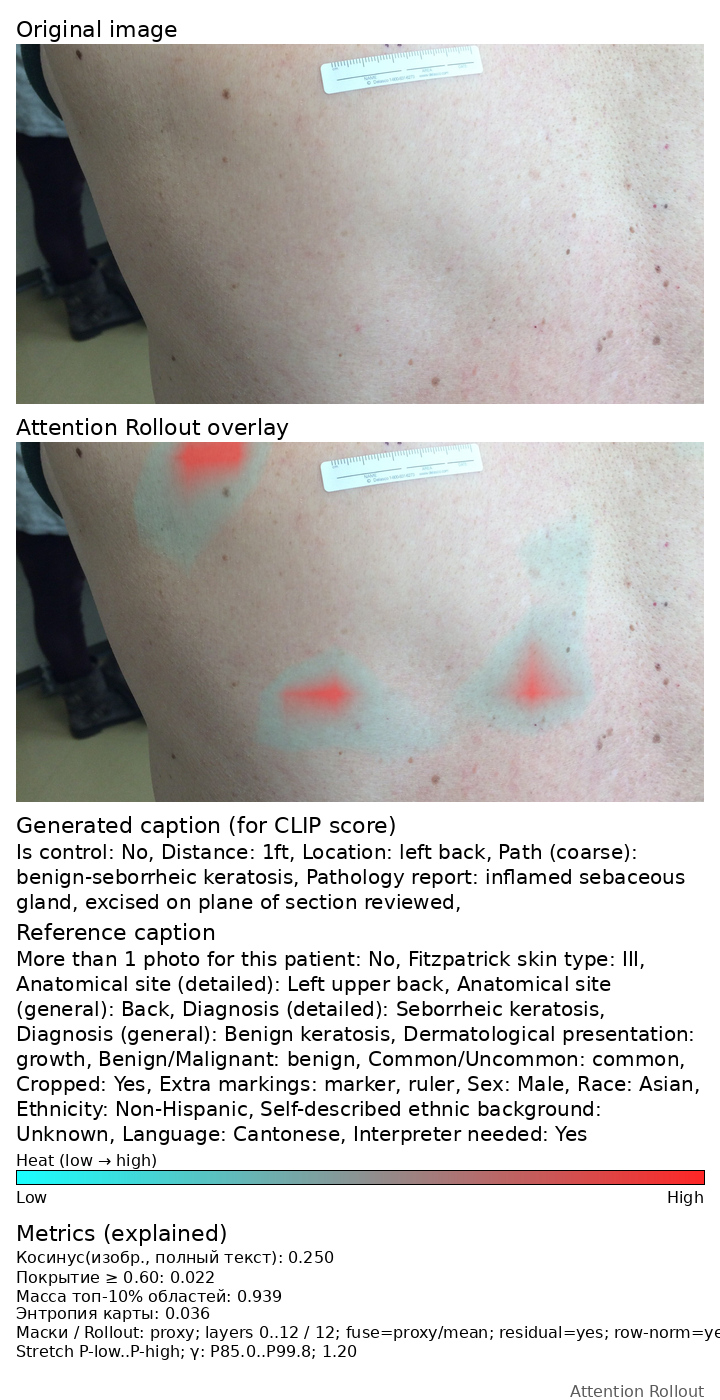 Original image
Attention Rollout overlay
Generated caption (for CLIP score)
Is control: No, Distance: 1ft, Location: left back, Path (coarse):
benign-seborrheic keratosis, Pathology report: inflamed sebaceous
gland, excised on plane of section reviewed,
Reference caption
More than 1 photo for this patient: No, Fitzpatrick skin type: III,
Anatomical site (detailed): Left upper back, Anatomical site
(general): Back, Diagnosis (detailed): Seborrheic keratosis,
Diagnosis (general): Benign keratosis, Dermatological presentation:
growth, Benign/Malignant: benign, Common/Uncommon: common,
Cropped: Yes, Extra markings: marker, ruler, Sex: Male, Race: Asian,
Ethnicity: Non-Hispanic, Self-described ethnic background:
Unknown, Language: Cantonese, Interpreter needed: Yes
Heat (low → high)
Low High
Metrics (explained)
Косинус(изобр., полный текст): 0.250
Покрытие ≥ 0.60: 0.022
Масса топ-10% областей: 0.939
Энтропия карты: 0.036
Маски / Rollout: proxy; layers 0..12 / 12; fuse=proxy/mean; residual=yes; row-norm=ye
Stretch P-low..P-high; γ: P85.0..P99.8; 1.20
Attention Rollout